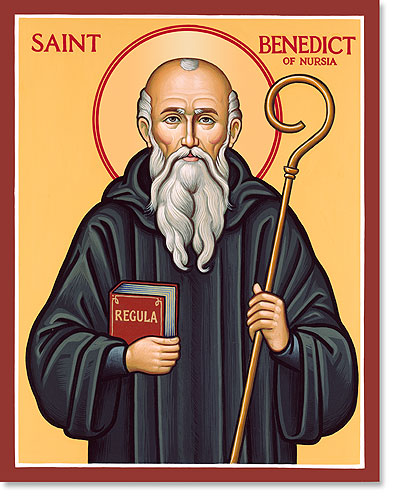 SAINT BENEDICT
OF NURSIA
REGULA